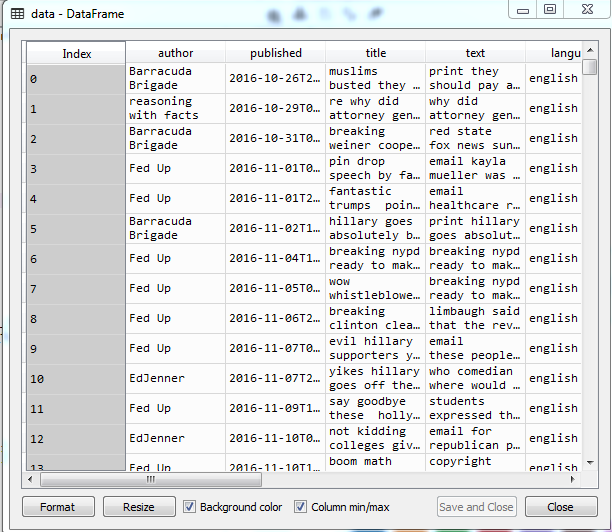 data - DataFrame
Index author published title text langu
0 Barracuda Brigade 2016-10-26T2… muslims busted they … print they should pay a… english
1 reasoning with facts 2016-10-29T0… re why did attorney gen… why did attorney gen… english
2 Barracuda Brigade 2016-10-31T0… breaking weiner coope… red state fox news sun… english
3 Fed Up 2016-11-01T0… pin drop speech by fa… email kayla mueller was … english
4 Fed Up 2016-11-01T0… fantastic trumps poin… email healthcare r… english
5 Barracuda Brigade 2016-11-02T1… hillary goes absolutely b… print hillary goes absolut… english
6 Fed Up 2016-11-04T1… breaking nypd ready to mak… breaking nypd ready to mak… english
7 Fed Up 2016-11-05T0… wow whistleblowe… breaking nypd ready to mak… english
8 Fed Up 2016-11-06T2… breaking clinton clea… limbaugh said that the rev… english
9 Fed Up 2016-11-07T0… evil hillary supporters y… email these people… english
10 EdJenner 2016-11-07T2… yikes hillary goes off the… who comedian where would … english
11 Fed Up 2016-11-09T1… say goodbye these holly… students expressed th… english
12 EdJenner 2016-11-10T0… not kidding colleges giv… email for republican p… english
13 Fed Up 2016-11-10T1… boom math copyright english
Format Resize Background color Column min/max Save and Close Close